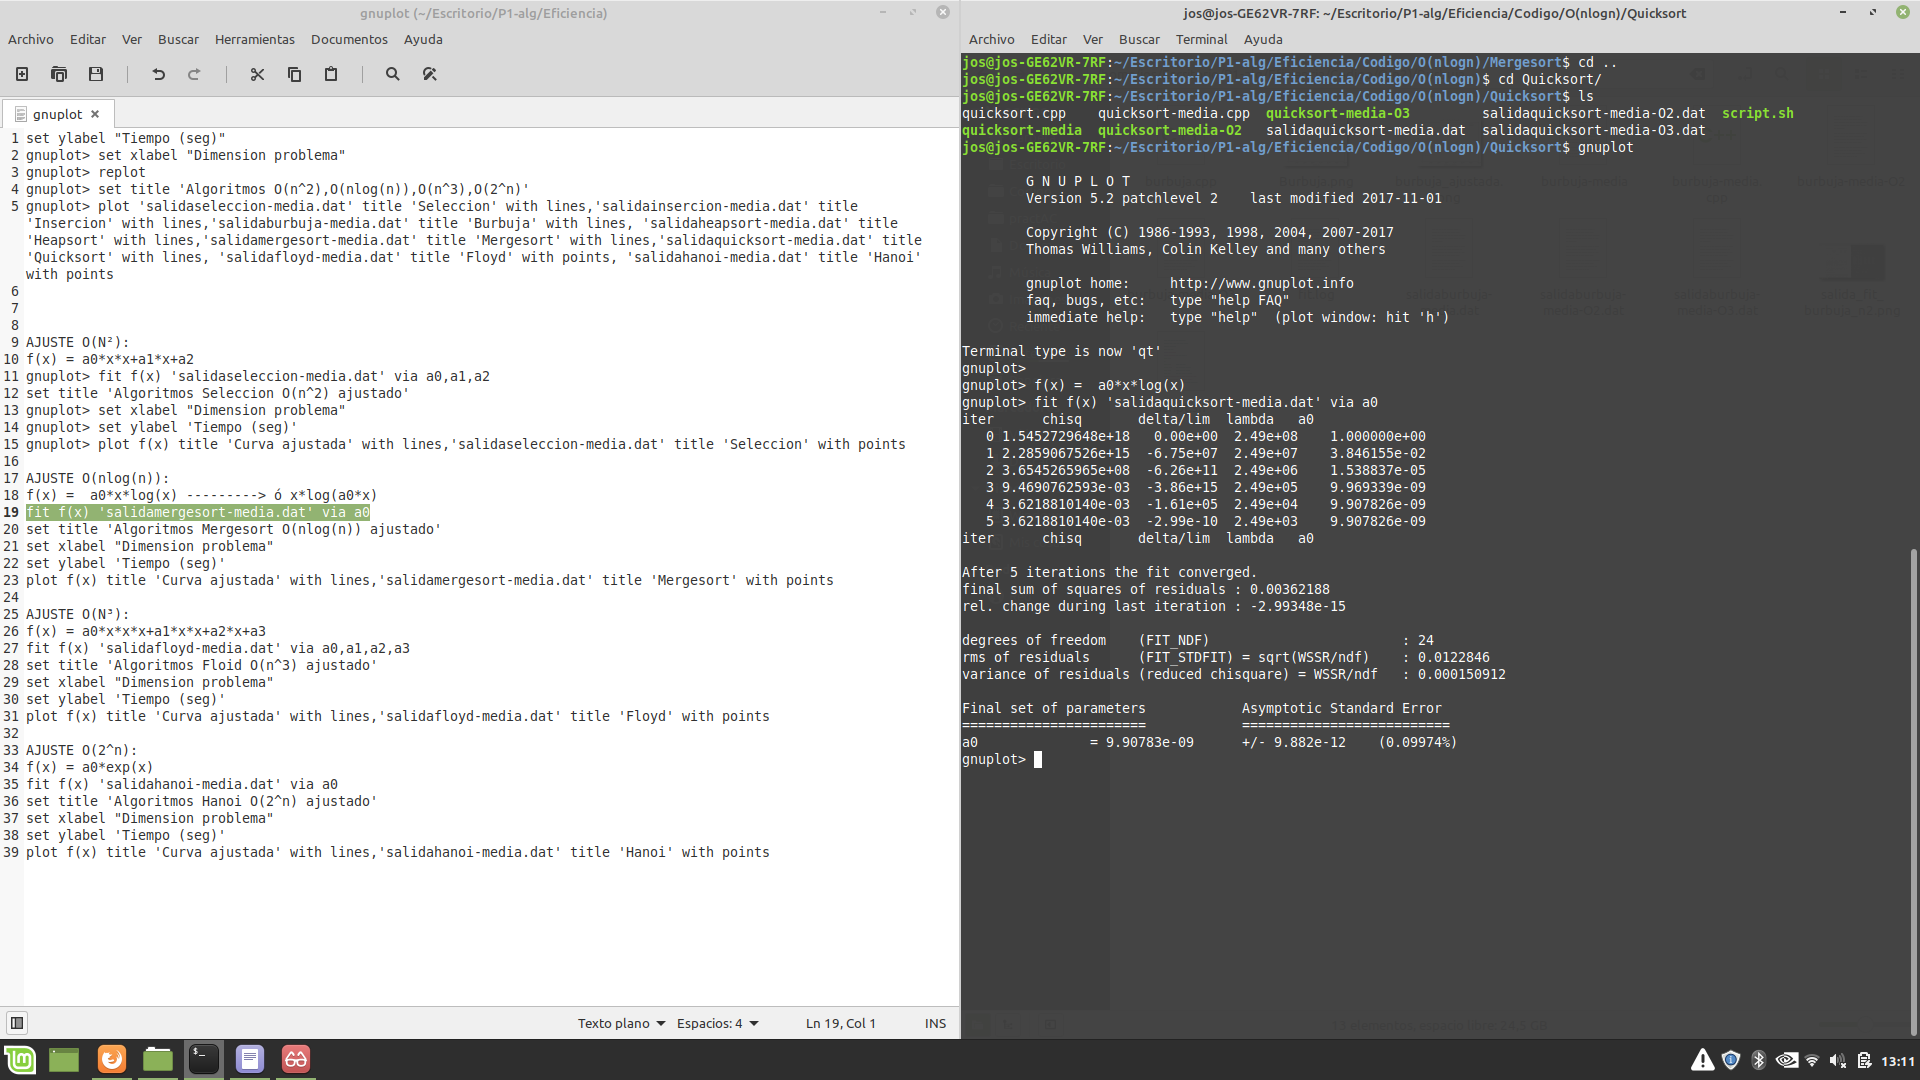 gnuplot (~/Escritorio/P1-alg/Eficiencia)
Archivo Editar Ver Buscar Herramientas Documentos Ayuda
gnuplot
1 set ylabel "Tiempo (seg)"
2 gnuplot> set xlabel "Dimension problema"
3 gnuplot> replot
4 gnuplot> set title 'Algoritmos O(n^2),O(nlog(n)),O(n^3),O(2^n)'
5 gnuplot> plot 'salidaseleccion-media.dat' title 'Seleccion' with lines,'salidainsercion-media.dat' title
'Insercion' with lines,'salidaburbuja-media.dat' title 'Burbuja' with lines, 'salidaheapsort-media.dat' title
'Heapsort' with lines,'salidamergesort-media.dat' title 'Mergesort' with lines,'salidaquicksort-media.dat' title
'Quicksort' with lines, 'salidafloyd-media.dat' title 'Floyd' with points, 'salidahanoi-media.dat' title 'Hanoi'
with points
6
7
8
9 AJUSTE O(N²):
10 f(x) = a0*x*x+a1*x+a2
11 gnuplot> fit f(x) 'salidaseleccion-media.dat' via a0,a1,a2
12 set title 'Algoritmos Seleccion O(n^2) ajustado'
13 gnuplot> set xlabel "Dimension problema"
14 gnuplot> set ylabel 'Tiempo (seg)'
15 gnuplot> plot f(x) title 'Curva ajustada' with lines,'salidaseleccion-media.dat' title 'Seleccion' with points
16
17 AJUSTE O(nlog(n)):
18 f(x) =  a0*x*log(x) ---------> ó x*log(a0*x)
19 fit f(x) 'salidamergesort-media.dat' via a0
20 set title 'Algoritmos Mergesort O(nlog(n)) ajustado'
21 set xlabel "Dimension problema"
22 set ylabel 'Tiempo (seg)'
23 plot f(x) title 'Curva ajustada' with lines,'salidamergesort-media.dat' title 'Mergesort' with points
24
25 AJUSTE O(N³):
26 f(x) = a0*x*x*x+a1*x*x+a2*x+a3
27 fit f(x) 'salidafloyd-media.dat' via a0,a1,a2,a3
28 set title 'Algoritmos Floid O(n^3) ajustado'
29 set xlabel "Dimension problema"
30 set ylabel 'Tiempo (seg)'
31 plot f(x) title 'Curva ajustada' with lines,'salidafloyd-media.dat' title 'Floyd' with points
32
33 AJUSTE O(2^n):
34 f(x) = a0*exp(x)
35 fit f(x) 'salidahanoi-media.dat' via a0
36 set title 'Algoritmos Hanoi O(2^n) ajustado'
37 set xlabel "Dimension problema"
38 set ylabel 'Tiempo (seg)'
39 plot f(x) title 'Curva ajustada' with lines,'salidahanoi-media.dat' title 'Hanoi' with points
Texto plano Espacios: 4 Ln 19, Col 1 INS
jos@jos-GE62VR-7RF: ~/Escritorio/P1-alg/Eficiencia/Codigo/O(nlogn)/Quicksort
Archivo Editar Ver Buscar Terminal Ayuda
jos@jos-GE62VR-7RF:~/Escritorio/P1-alg/Eficiencia/Codigo/O(nlogn)/Mergesort$ cd ..
jos@jos-GE62VR-7RF:~/Escritorio/P1-alg/Eficiencia/Codigo/O(nlogn)$ cd Quicksort/
jos@jos-GE62VR-7RF:~/Escritorio/P1-alg/Eficiencia/Codigo/O(nlogn)/Quicksort$ ls
quicksort.cpp    quicksort-media.cpp  quicksort-media-O3         salidaquicksort-media-O2.dat  script.sh
quicksort-media  quicksort-media-O2   salidaquicksort-media.dat  salidaquicksort-media-O3.dat
jos@jos-GE62VR-7RF:~/Escritorio/P1-alg/Eficiencia/Codigo/O(nlogn)/Quicksort$ gnuplot
G N U P L O T
Version 5.2 patchlevel 2    last modified 2017-11-01
Copyright (C) 1986-1993, 1998, 2004, 2007-2017
Thomas Williams, Colin Kelley and many others
gnuplot home:     http://www.gnuplot.info
faq, bugs, etc:   type "help FAQ"
immediate help:   type "help"  (plot window: hit 'h')
Terminal type is now 'qt'
gnuplot>
gnuplot> f(x) =  a0*x*log(x)
gnuplot> fit f(x) 'salidaquicksort-media.dat' via a0
iter      chisq       delta/lim  lambda   a0
0 1.5452729648e+18   0.00e+00  2.49e+08    1.000000e+00
1 2.2859067526e+15  -6.75e+07  2.49e+07    3.846155e-02
2 3.6545265965e+08  -6.26e+11  2.49e+06    1.538837e-05
3 9.4690762593e-03  -3.86e+15  2.49e+05    9.969339e-09
4 3.6218810140e-03  -1.61e+05  2.49e+04    9.907826e-09
5 3.6218810140e-03  -2.99e-10  2.49e+03    9.907826e-09
iter      chisq       delta/lim  lambda   a0
After 5 iterations the fit converged.
final sum of squares of residuals : 0.00362188
rel. change during last iteration : -2.99348e-15
degrees of freedom    (FIT_NDF)                        : 24
rms of residuals      (FIT_STDFIT) = sqrt(WSSR/ndf)    : 0.0122846
variance of residuals (reduced chisquare) = WSSR/ndf   : 0.000150912
Final set of parameters            Asymptotic Standard Error
=======================            ==========================
a0              = 9.90783e-09      +/- 9.882e-12    (0.09974%)
gnuplot>
13:11